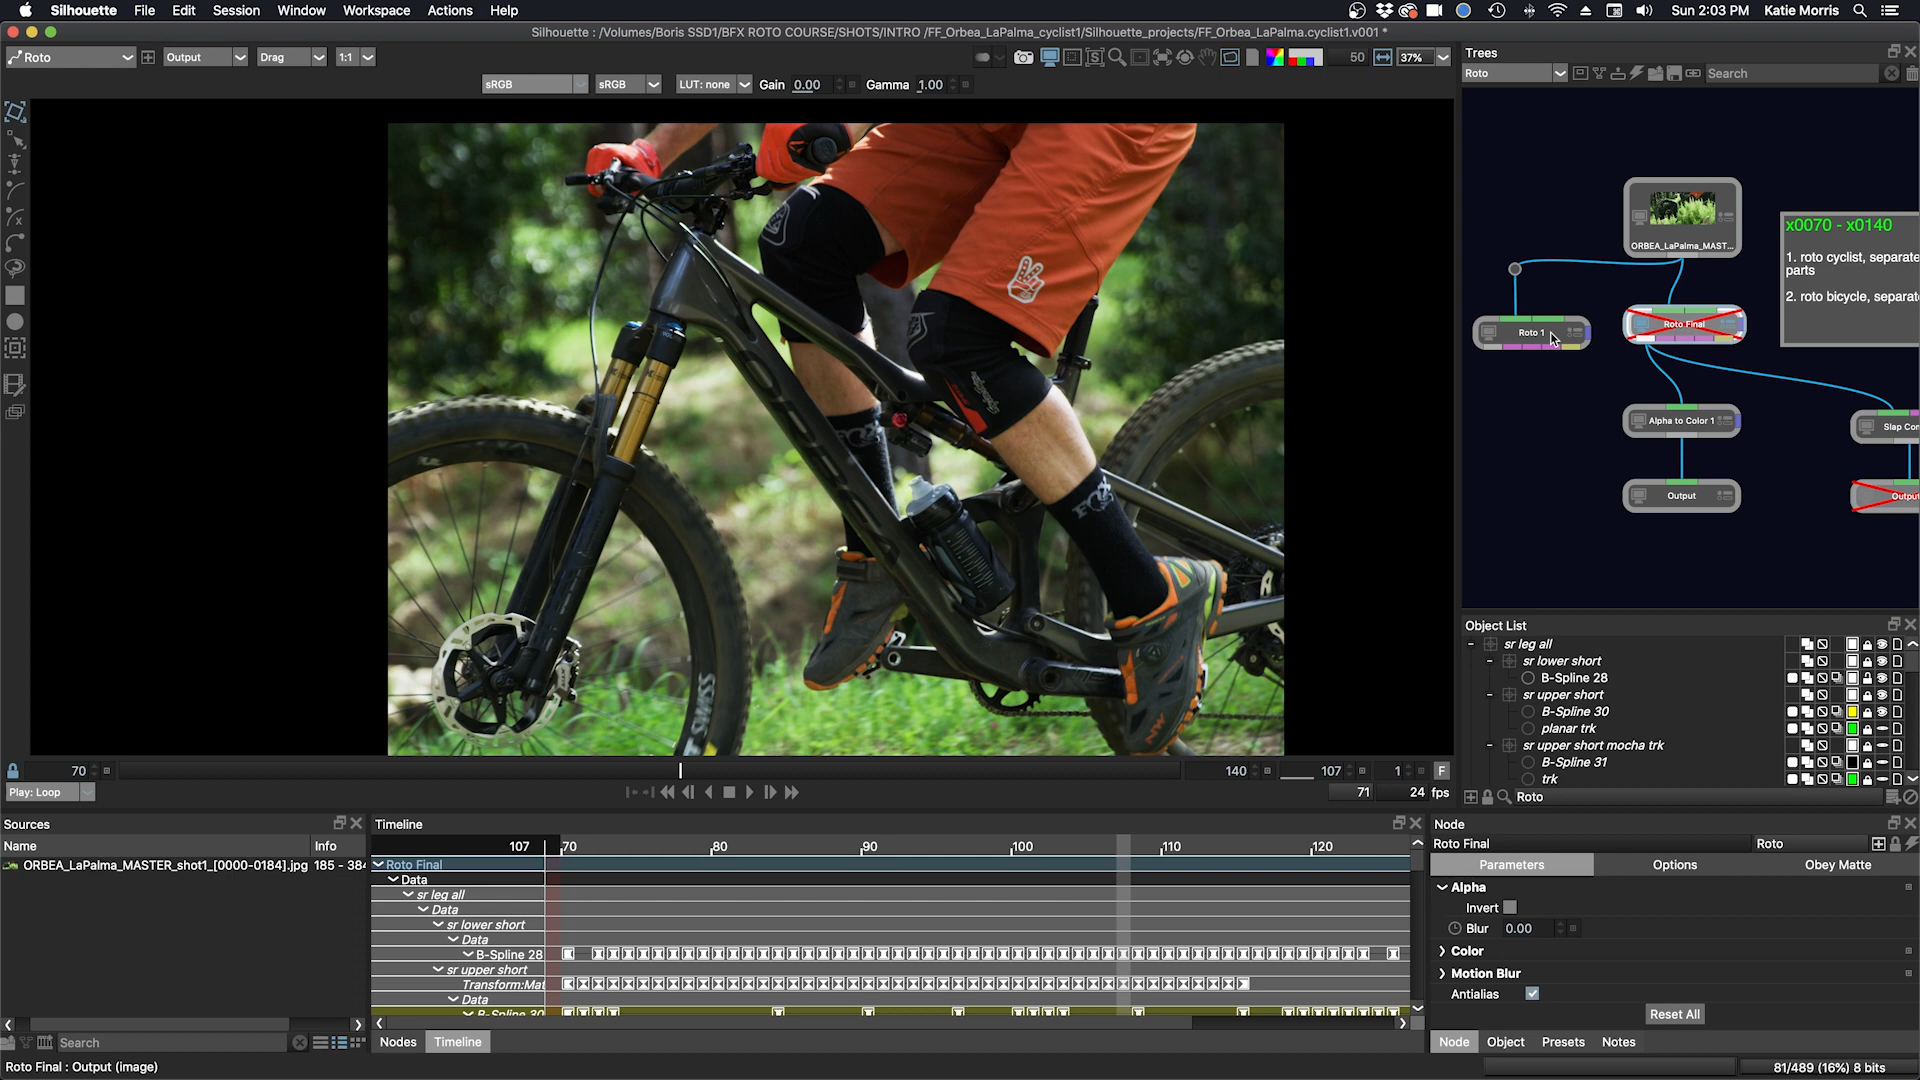 Silhouette File Edit Session Window Workspace Actions Help Sun 2:03 PM Katie Morris
Silhouette : /Volumes/Boris SSD1/BFX ROTO COURSE/SHOTS/INTRO /FF_Orbea_LaPalma_cyclist1/Silhouette_projects/FF_Orbea_LaPalma.cyclist1.v001 *
Roto Output Drag 1:1 50 37%
sRGB sRGB LUT: none Gain 0.00 Gamma 1.00
Trees
Roto Search
ORBEA_LaPalma_MAST...
x0070 - x0140
1. roto cyclist, separate
parts
2. roto bicycle, separat
Roto 1
Roto Final
Alpha to Color 1
Slap Con
Output
Output
FOX
SWISS
Object List
sr leg all
sr lower short
B-Spline 28
sr upper short
B-Spline 30
planar trk
sr upper short mocha trk
B-Spline 31
trk
Roto
70 140 107 1 F
Play: Loop 71 24 fps
Sources
Name Info
ORBEA_LaPalma_MASTER_shot1_[0000-0184].jpg 185 - 384
Search
Timeline
107 70 80 90 100 110 120
Roto Final
Data
sr leg all
Data
sr lower short
Data
B-Spline 28
sr upper short
Transform:Mat
Data
B-Spline 30
Nodes Timeline
Node
Roto Final Roto
Parameters Options Obey Matte
Alpha
Invert
Blur 0.00
Color
Motion Blur
Antialias
Reset All
Node Object Presets Notes
Roto Final : Output (image) 81/489 (16%) 8 bits